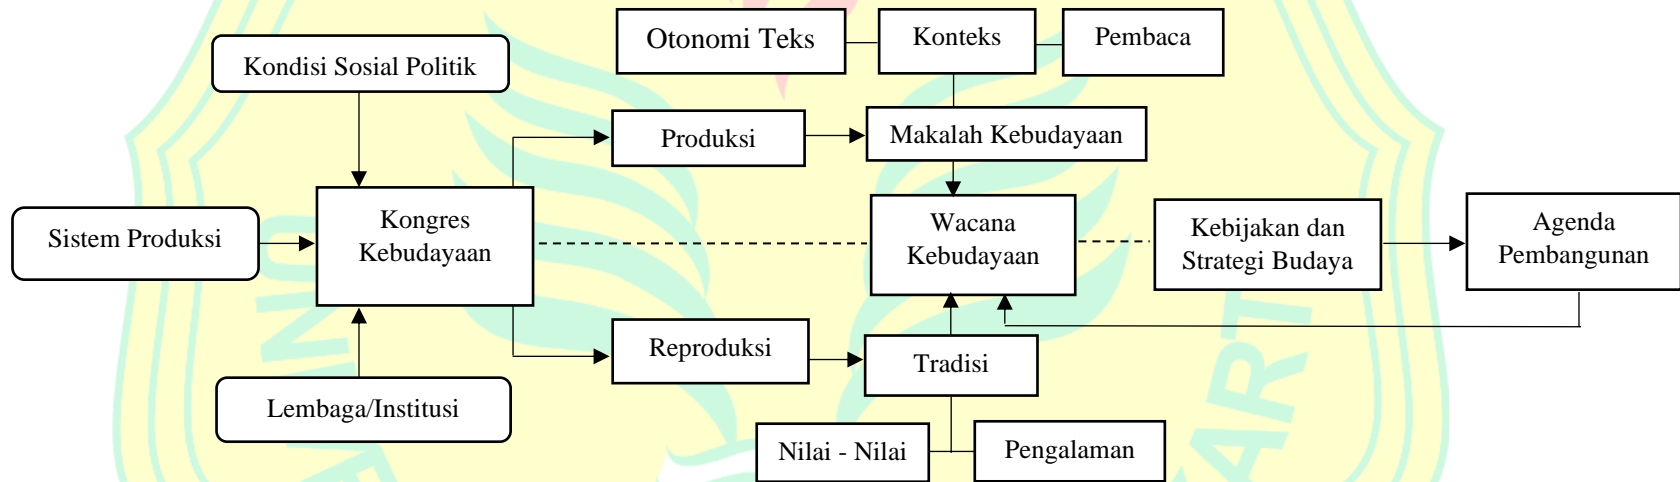 Otonomi Teks
Konteks
Pembaca
Kondisi Sosial Politik
Produksi
Makalah Kebudayaan
Sistem Produksi
Kongres
Kebudayaan
Wacana
Kebudayaan
Kebijakan dan
Strategi Budaya
Agenda
Pembangunan
Reproduksi
Tradisi
Lembaga/Institusi
Nilai - Nilai
Pengalaman